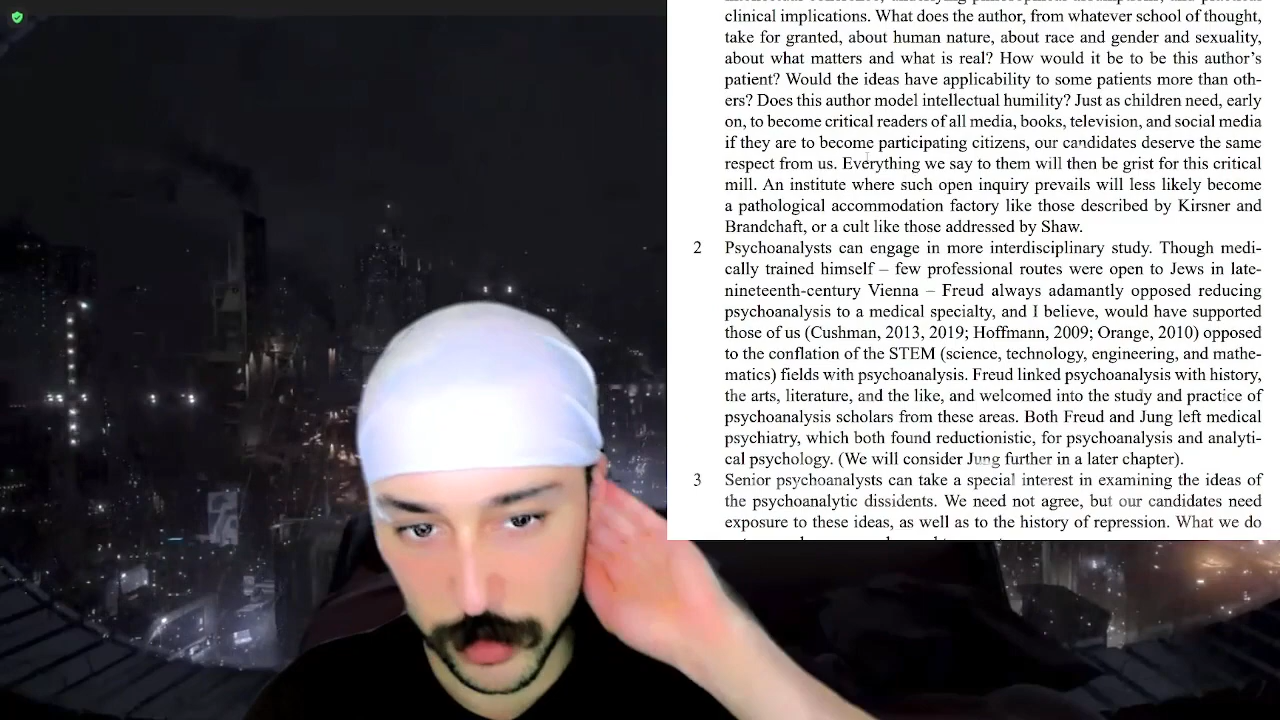 clinical implications. What does the author, from whatever school of thought,
take for granted, about human nature, about race and gender and sexuality,
about what matters and what is real? How would it be to be this author's
patient? Would the ideas have applicability to some patients more than oth-
ers? Does this author model intellectual humility? Just as children need, early
on, to become critical readers of all media, books, television, and social media
if they are to become participating citizens, our candidates deserve the same
respect from us. Everything we say to them will then be grist for this critical
mill. An institute where such open inquiry prevails will less likely become
a pathological accommodation factory like those described by Kirsner and
Brandchaft, or a cult like those addressed by Shaw.
2 Psychoanalysts can engage in more interdisciplinary study. Though medi-
cally trained himself – few professional routes were open to Jews in late-
nineteenth-century Vienna – Freud always adamantly opposed reducing
psychoanalysis to a medical specialty, and I believe, would have supported
those of us (Cushman, 2013, 2019; Hoffmann, 2009; Orange, 2010) opposed
to the conflation of the STEM (science, technology, engineering, and mathe-
matics) fields with psychoanalysis. Freud linked psychoanalysis with history,
the arts, literature, and the like, and welcomed into the study and practice of
psychoanalysis scholars from these areas. Both Freud and Jung left medical
psychiatry, which both found reductionistic, for psychoanalysis and analyti-
cal psychology. (We will consider Jung further in a later chapter).
3 Senior psychoanalysts can take a special interest in examining the ideas of
the psychoanalytic dissidents. We need not agree, but our candidates need
exposure to these ideas, as well as to the history of repression. What we do